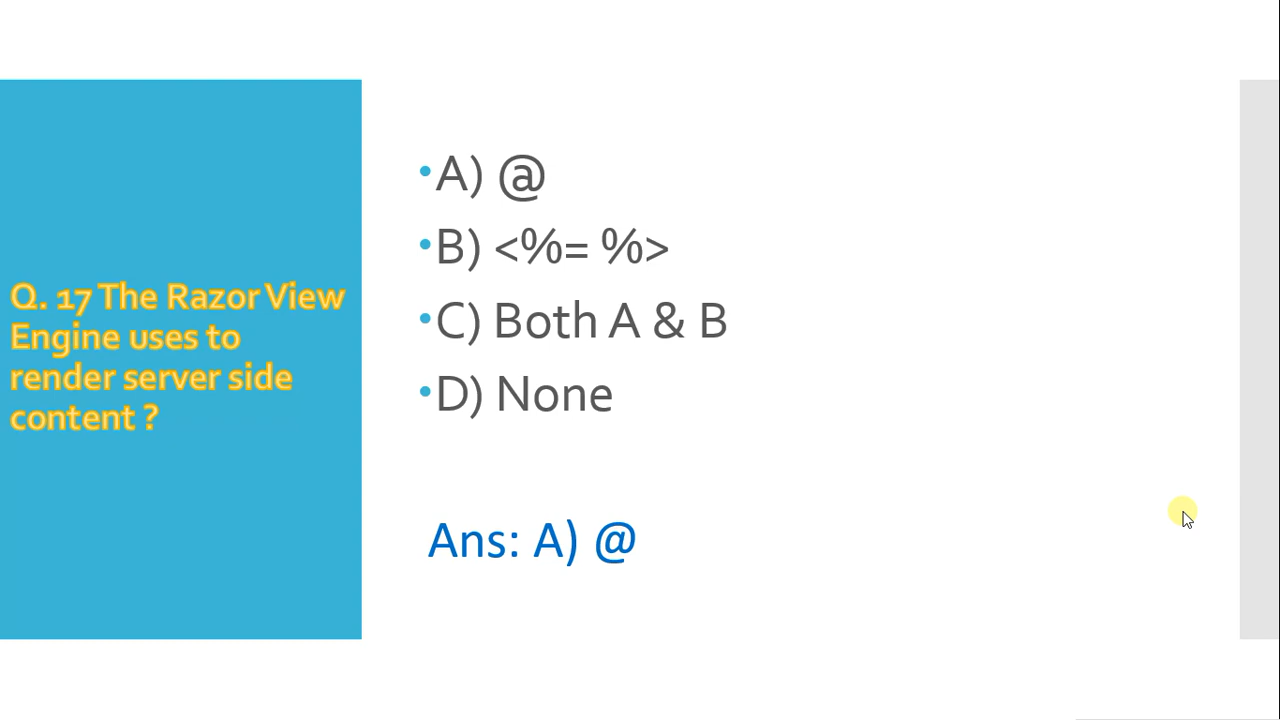 Q. 17 The Razor View
Engine uses to
render server side
content ?
•A) @
•B) <%= %>
•C) Both A & B
•D) None
Ans: A) @